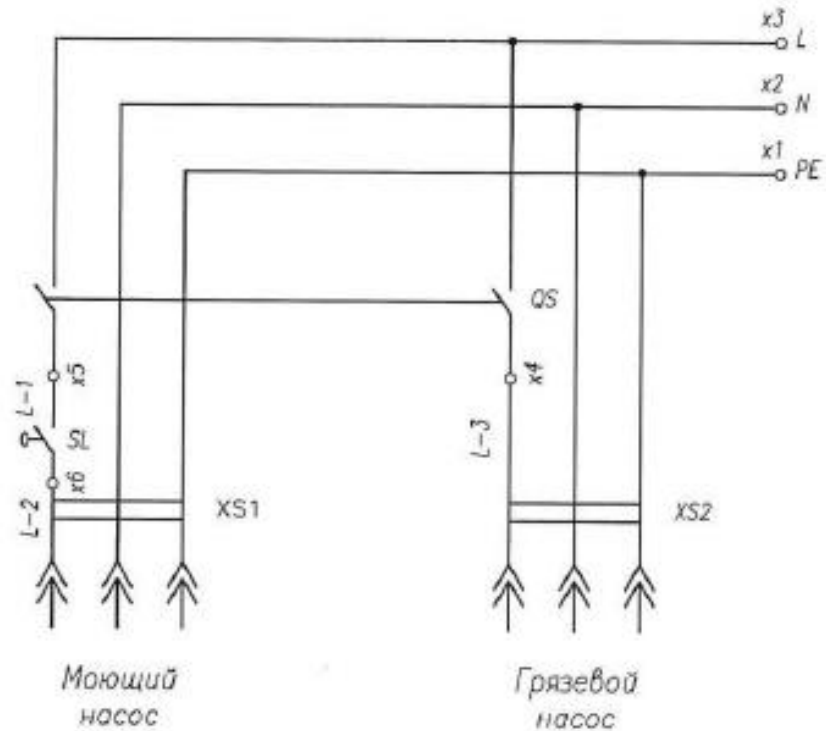 x3
L
x2
N
x1
PE
QS
x5
x4
L-1
SL
L-3
x6
L-2
XS1
XS2
Моющий
насос
Грязевой
насос